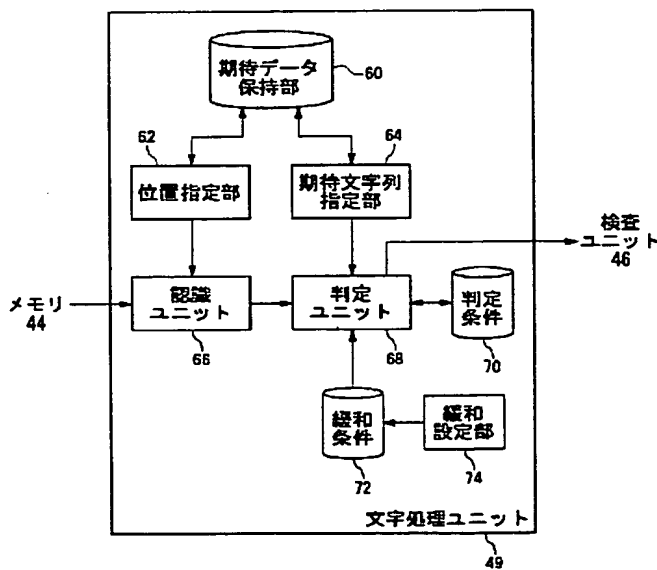 期待データ
保持部
60
62
位置指定部
64
期待文字列
指定部
検査
ユニット
46
メモリ
44
認識
ユニット
66
判定
ユニット
68
判定
条件
70
緩和
条件
72
緩和
設定部
74
文字処理ユニット
49